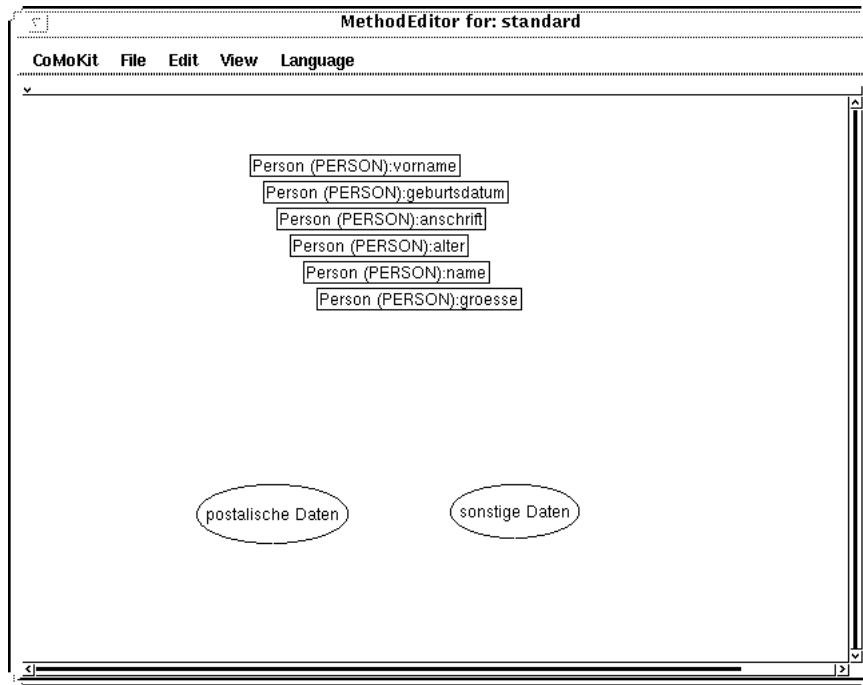 MethodEditor for: standard
CoMoKit File Edit View Language
Person (PERSON):vorname
Person (PERSON):geburtsdatum
Person (PERSON):anschrift
Person (PERSON):alter
Person (PERSON):name
Person (PERSON):groesse
postalische Daten
sonstige Daten